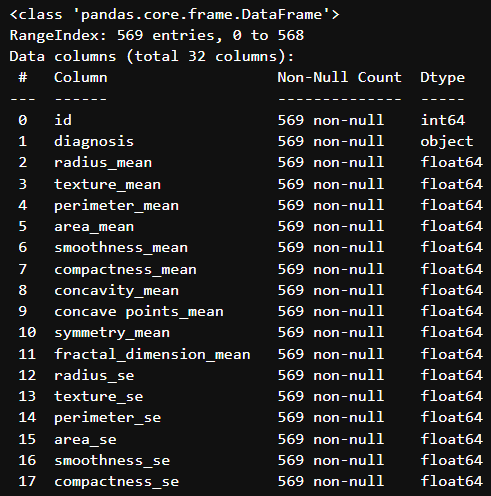 <class 'pandas.core.frame.DataFrame'>
RangeIndex: 569 entries, 0 to 568
Data columns (total 32 columns):
 #   Column                  Non-Null Count  Dtype
---  ------                  --------------  -----
 0   id                      569 non-null    int64
 1   diagnosis               569 non-null    object
 2   radius_mean             569 non-null    float64
 3   texture_mean            569 non-null    float64
 4   perimeter_mean          569 non-null    float64
 5   area_mean               569 non-null    float64
 6   smoothness_mean         569 non-null    float64
 7   compactness_mean        569 non-null    float64
 8   concavity_mean          569 non-null    float64
 9   concave points_mean     569 non-null    float64
 10  symmetry_mean           569 non-null    float64
 11  fractal_dimension_mean  569 non-null    float64
 12  radius_se               569 non-null    float64
 13  texture_se              569 non-null    float64
 14  perimeter_se            569 non-null    float64
 15  area_se                 569 non-null    float64
 16  smoothness_se           569 non-null    float64
 17  compactness_se          569 non-null    float64